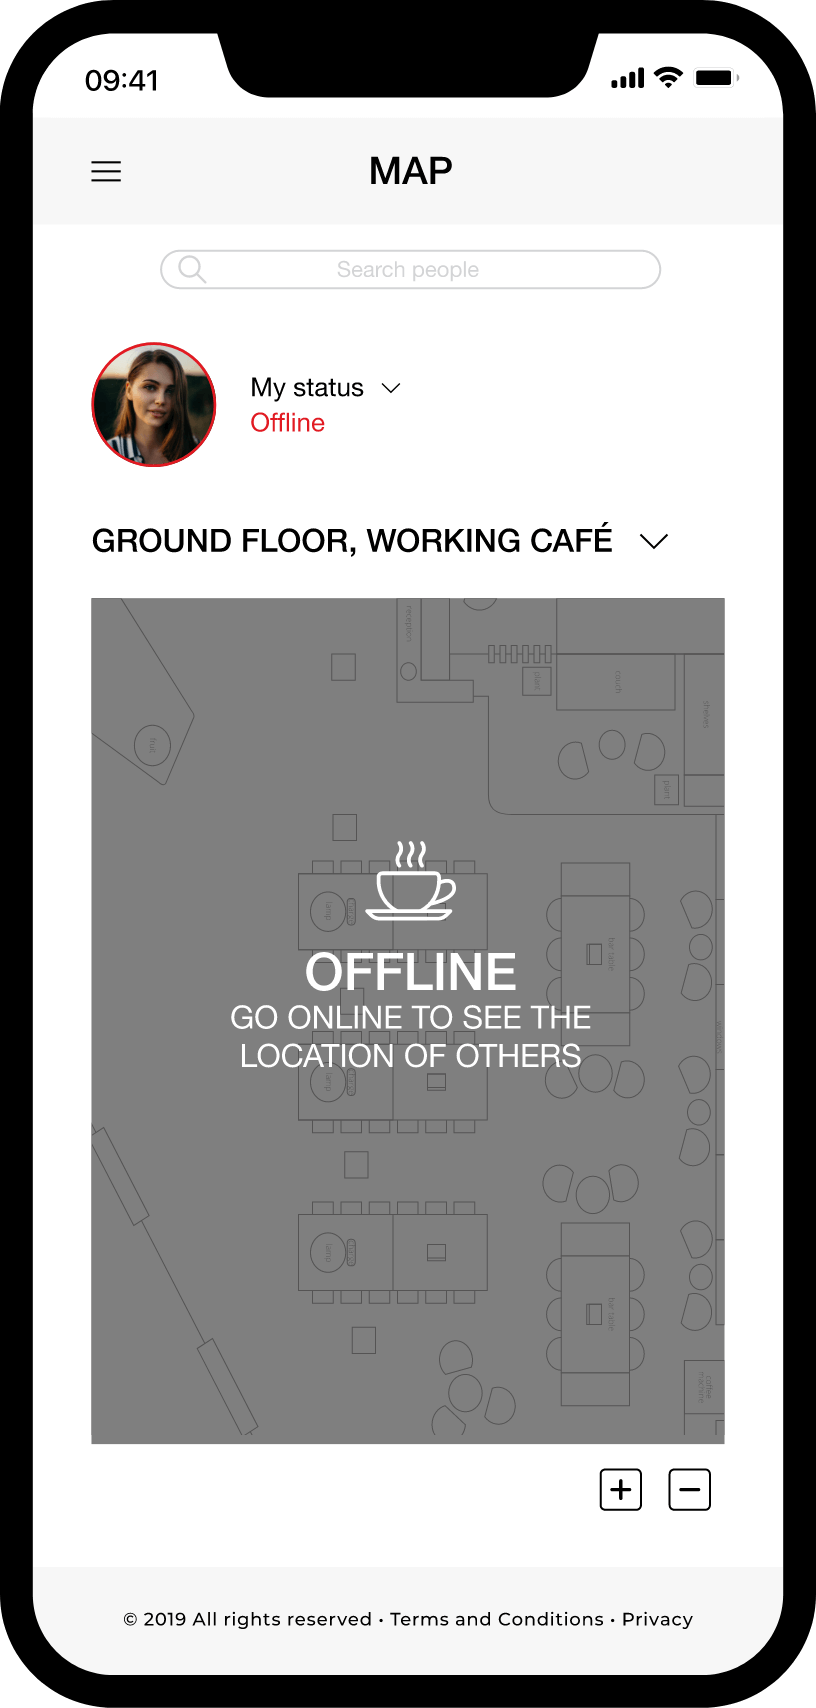 09:41
MAP
Search people
My status
Offline
GROUND FLOOR, WORKING CAFÉ
reception
plant
couch
shelves
fruit
plant
lamp
bar table
OFFLINE
GO ONLINE TO SEE THE
LOCATION OF OTHERS
lamp
lamp
bar table
coffee
machine
© 2019 All rights reserved • Terms and Conditions • Privacy